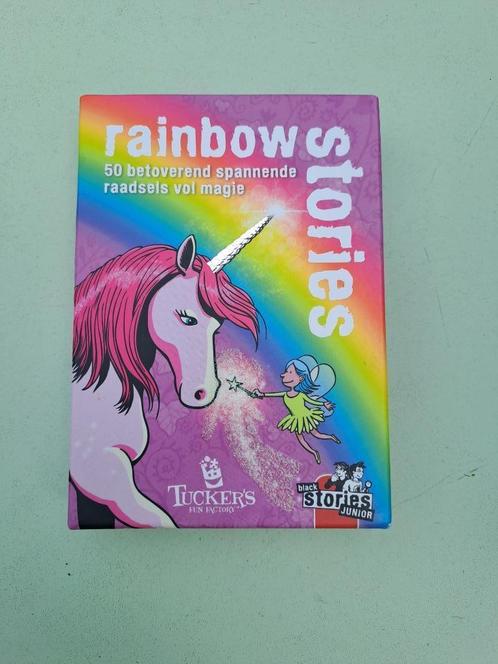 rainbow
stories
50 betoverend spannende
raadsels vol magie
TUCKER'S
FUN FACTORY
black
stories
JUNIOR